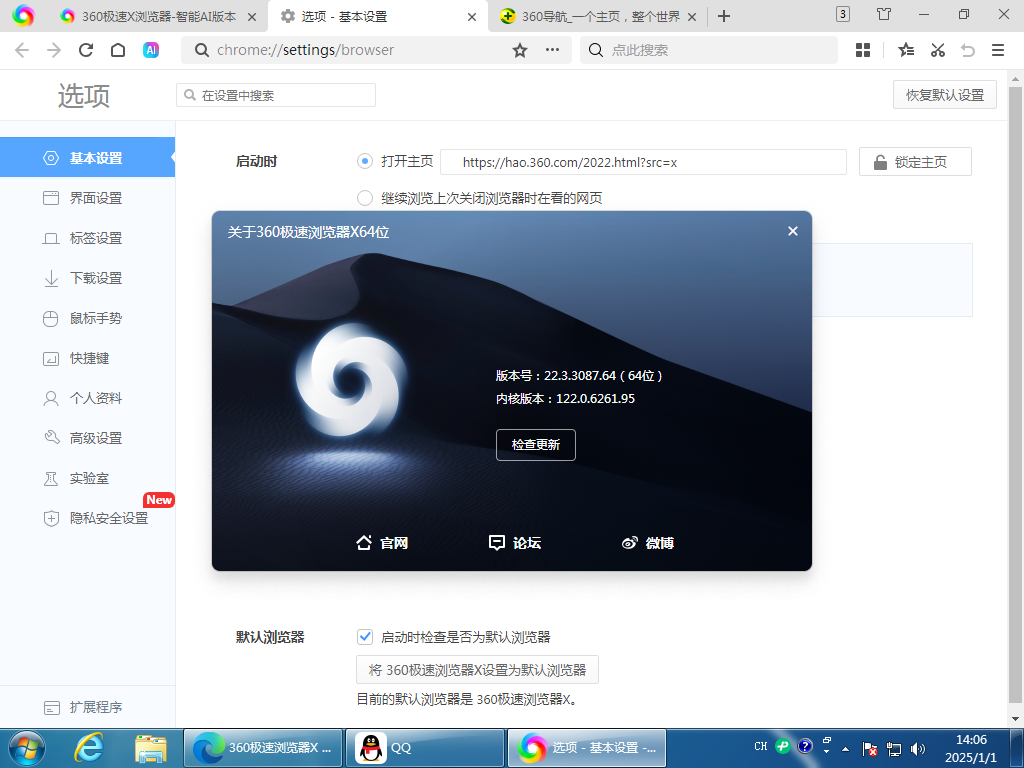 360极速X浏览器-智能AI版本
选项 - 基本设置
360导航_一个主页，整个世界
3
AI
chrome://settings/browser
点此搜索
选项
在设置中搜索
恢复默认设置
基本设置
界面设置
标签设置
下载设置
鼠标手势
快捷键
个人资料
高级设置
实验室
New
隐私安全设置
扩展程序
启动时
打开主页
https://hao.360.com/2022.html?src=x
锁定主页
继续浏览上次关闭浏览器时在看的网页
关于360极速浏览器X64位
版本号：22.3.3087.64（64位）
内核版本：122.0.6261.95
检查更新
官网
论坛
微博
默认浏览器
启动时检查是否为默认浏览器
将 360极速浏览器X设置为默认浏览器
目前的默认浏览器是 360极速浏览器X。
360极速浏览器X ...
QQ
选项 - 基本设置 -...
CH
14:06
2025/1/1